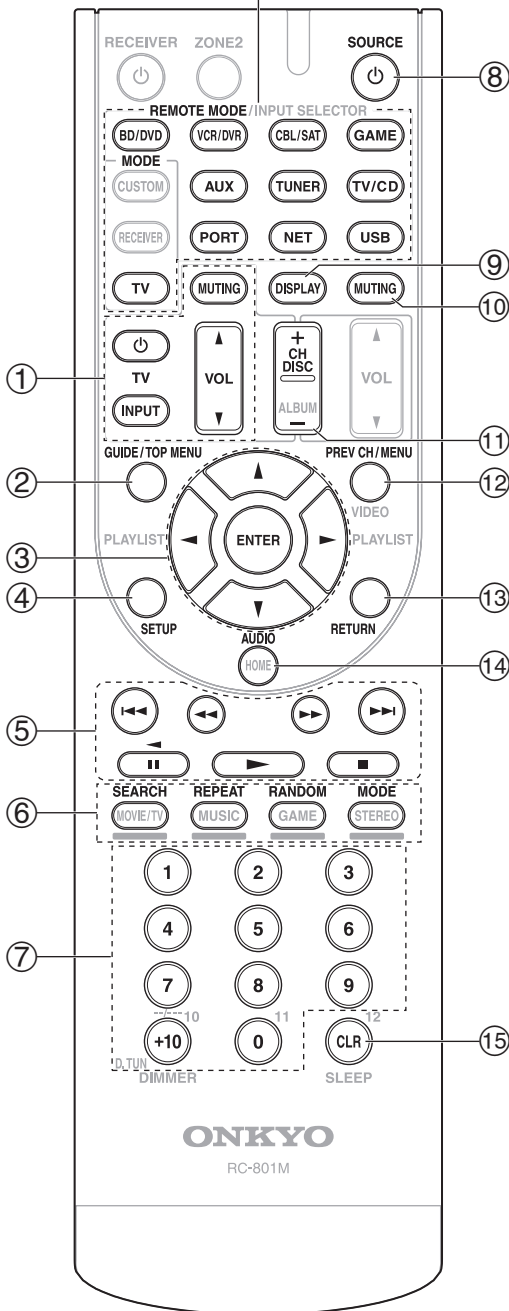 RECEIVER ZONE2 SOURCE
⑧
REMOTE MODE/INPUT SELECTOR
BD/DVD VCR/DVR CBL/SAT GAME
MODE
CUSTOM AUX TUNER TV/CD
RECEIVER PORT NET USB
⑨
TV MUTING DISPLAY MUTING
⑩
①
TV
INPUT
VOL
+
CH
DISC
ALBUM
–
VOL
⑪
GUIDE/TOP MENU PREV CH/MENU
② ⑫
VIDEO
PLAYLIST PLAYLIST
③ ENTER
④ ⑬
SETUP RETURN
AUDIO
HOME ⑭
⑤
SEARCH REPEAT RANDOM MODE
⑥ MOVIE/TV MUSIC GAME STEREO
1 2 3
4 5 6
⑦
7 8 9
--/--- 10 11 12
+10 0 CLR ⑮
D.TUN
DIMMER SLEEP
ONKYO
RC-801M